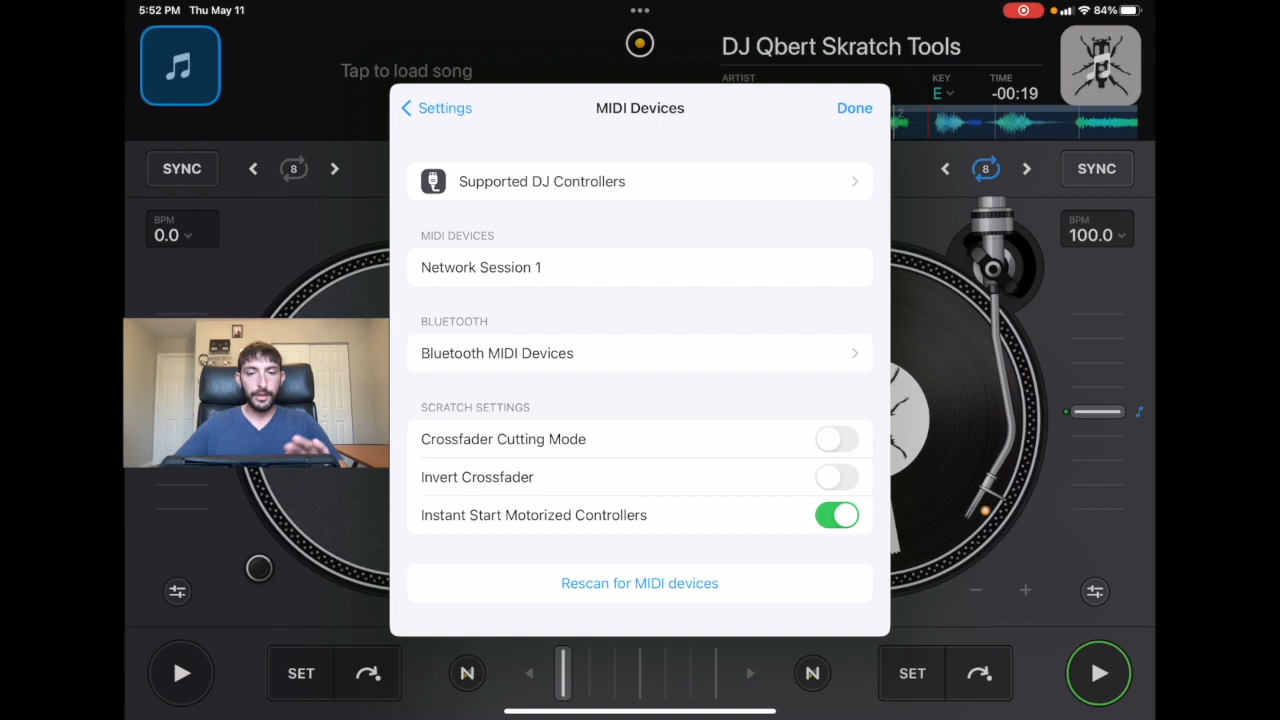 5:52 PM Thu May 11
84%
Tap to load song
DJ Qbert Skratch Tools
ARTIST
KEY
E
TIME
-00:19
2
Settings
MIDI Devices
Done
SYNC
8
8
SYNC
Supported DJ Controllers
BPM
0.0
BPM
100.0
MIDI DEVICES
Network Session 1
BLUETOOTH
Bluetooth MIDI Devices
SCRATCH SETTINGS
Crossfader Cutting Mode
Invert Crossfader
Instant Start Motorized Controllers
Rescan for MIDI devices
SET
N
N
SET